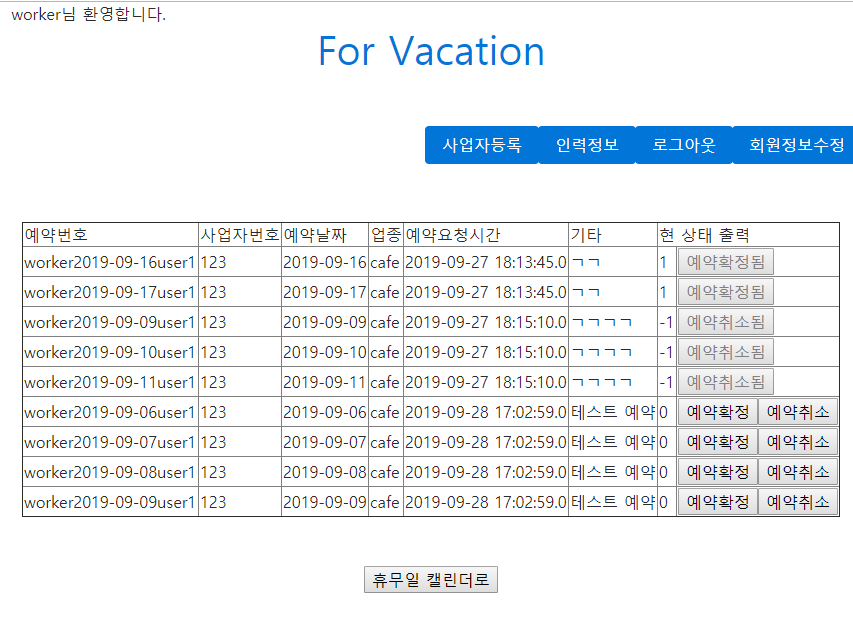 worker님 환영합니다.
For Vacation
사업자등록 인력정보 로그아웃 회원정보수정
예약번호 사업자번호 예약날짜 업종 예약요청시간 기타 현 상태 출력
worker2019-09-16user1 123 2019-09-16 cafe 2019-09-27 18:13:45.0 ㄱㄱ 1 예약확정됨
worker2019-09-17user1 123 2019-09-17 cafe 2019-09-27 18:13:45.0 ㄱㄱ 1 예약확정됨
worker2019-09-09user1 123 2019-09-09 cafe 2019-09-27 18:15:10.0 ㄱㄱㄱㄱ -1 예약취소됨
worker2019-09-10user1 123 2019-09-10 cafe 2019-09-27 18:15:10.0 ㄱㄱㄱㄱ -1 예약취소됨
worker2019-09-11user1 123 2019-09-11 cafe 2019-09-27 18:15:10.0 ㄱㄱㄱㄱ -1 예약취소됨
worker2019-09-06user1 123 2019-09-06 cafe 2019-09-28 17:02:59.0 테스트 예약 0 예약확정 예약취소
worker2019-09-07user1 123 2019-09-07 cafe 2019-09-28 17:02:59.0 테스트 예약 0 예약확정 예약취소
worker2019-09-08user1 123 2019-09-08 cafe 2019-09-28 17:02:59.0 테스트 예약 0 예약확정 예약취소
worker2019-09-09user1 123 2019-09-09 cafe 2019-09-28 17:02:59.0 테스트 예약 0 예약확정 예약취소
휴무일 캘린더로